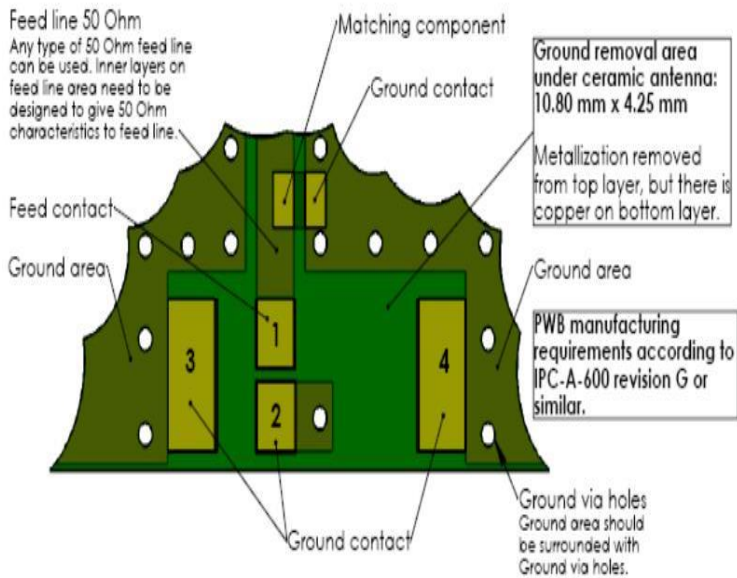 Feed line 50 Ohm
Any type of 50 Ohm feed line
can be used. Inner layers on
feed line area need to be
designed to give 50 Ohm
characteristics to feed line.
Matching component
Ground contact
Ground removal area
under ceramic antenna:
10.80 mm x 4.25 mm
Metallization removed
from top layer, but there is
copper on bottom layer.
Feed contact
Ground area
Ground area
1
3
4
2
PWB manufacturing
requirements according to
IPC-A-600 revision G or
similar.
Ground contact
Ground via holes
Ground area should
be surrounded with
Ground via holes.